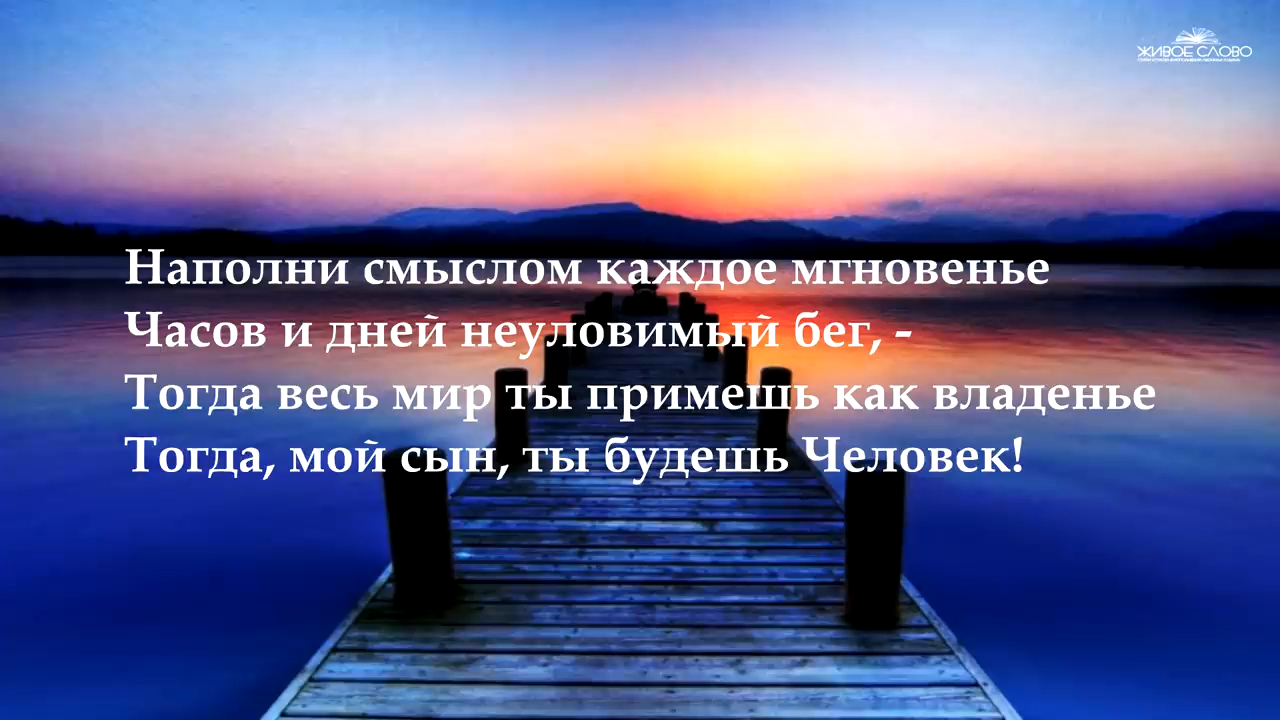 ЖИВОЕ СЛОВО
Наполни смыслом каждое мгновенье
Часов и дней неуловимый бег, -
Тогда весь мир ты примешь как владенье
Тогда, мой сын, ты будешь Человек!